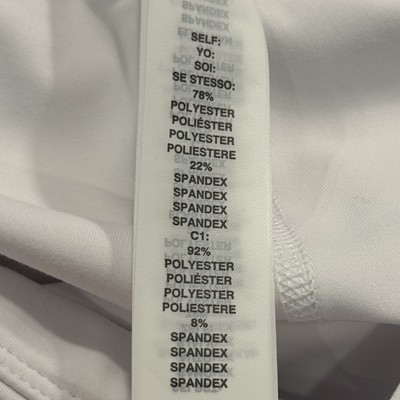 SELF:
YO:
SOI:
SE STESSO:
78%
POLYESTER
POLIÉSTER
POLYESTER
POLIESTERE
22%
SPANDEX
SPANDEX
SPANDEX
SPANDEX
C1:
92%
POLYESTER
POLIÉSTER
POLYESTER
POLIESTERE
8%
SPANDEX
SPANDEX
SPANDEX
SPANDEX